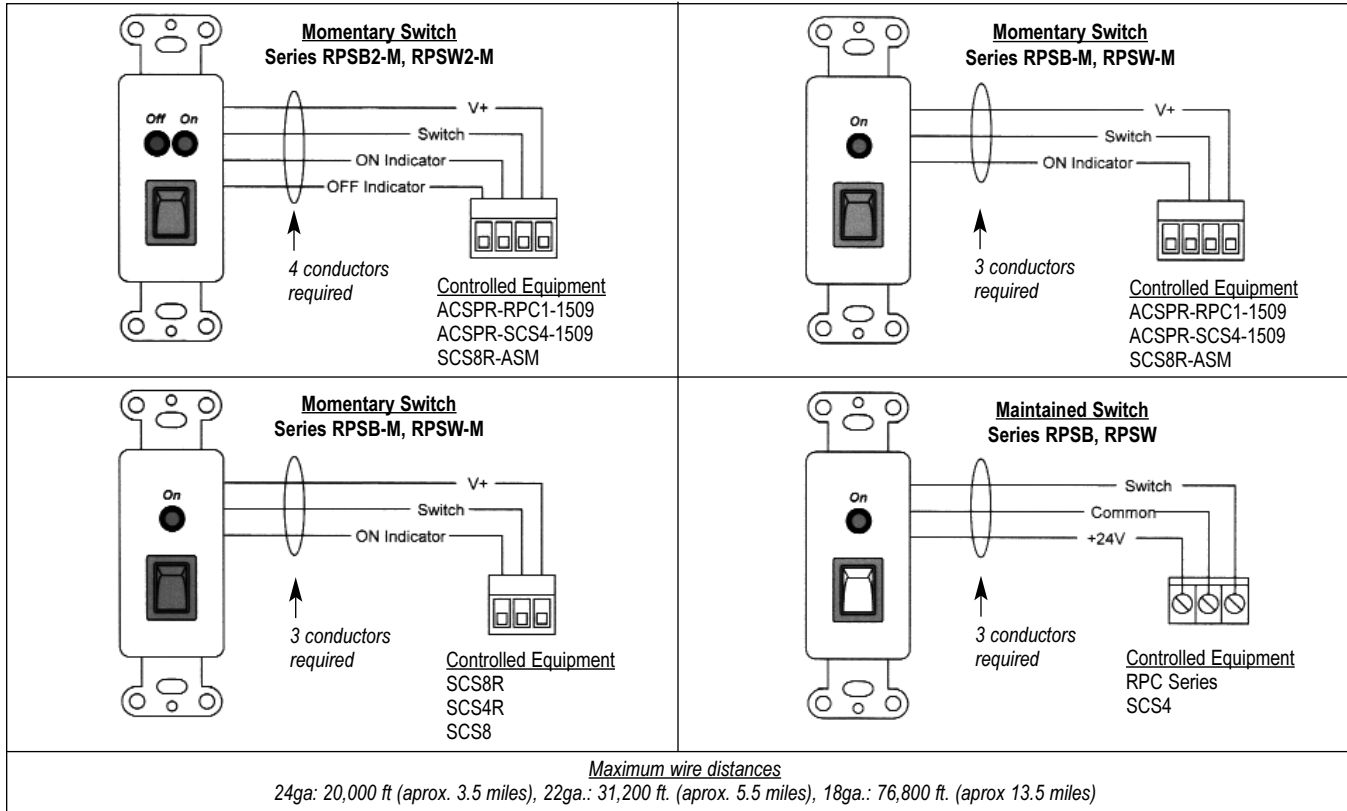 Momentary Switch
Series RPSB2-M, RPSW2-M
Off On
V+
Switch
ON Indicator
OFF Indicator
4 conductors
required
Controlled Equipment
ACSPR-RPC1-1509
ACSPR-SCS4-1509
SCS8R-ASM
Momentary Switch
Series RPSB-M, RPSW-M
On
V+
Switch
ON Indicator
3 conductors
required
Controlled Equipment
ACSPR-RPC1-1509
ACSPR-SCS4-1509
SCS8R-ASM
Momentary Switch
Series RPSB-M, RPSW-M
On
V+
Switch
ON Indicator
3 conductors
required
Controlled Equipment
SCS8R
SCS4R
SCS8
Maintained Switch
Series RPSB, RPSW
On
Switch
Common
+24V
3 conductors
required
Controlled Equipment
RPC Series
SCS4
Maximum wire distances
24ga: 20,000 ft (aprox. 3.5 miles), 22ga.: 31,200 ft. (aprox. 5.5 miles), 18ga.: 76,800 ft. (aprox 13.5 miles)